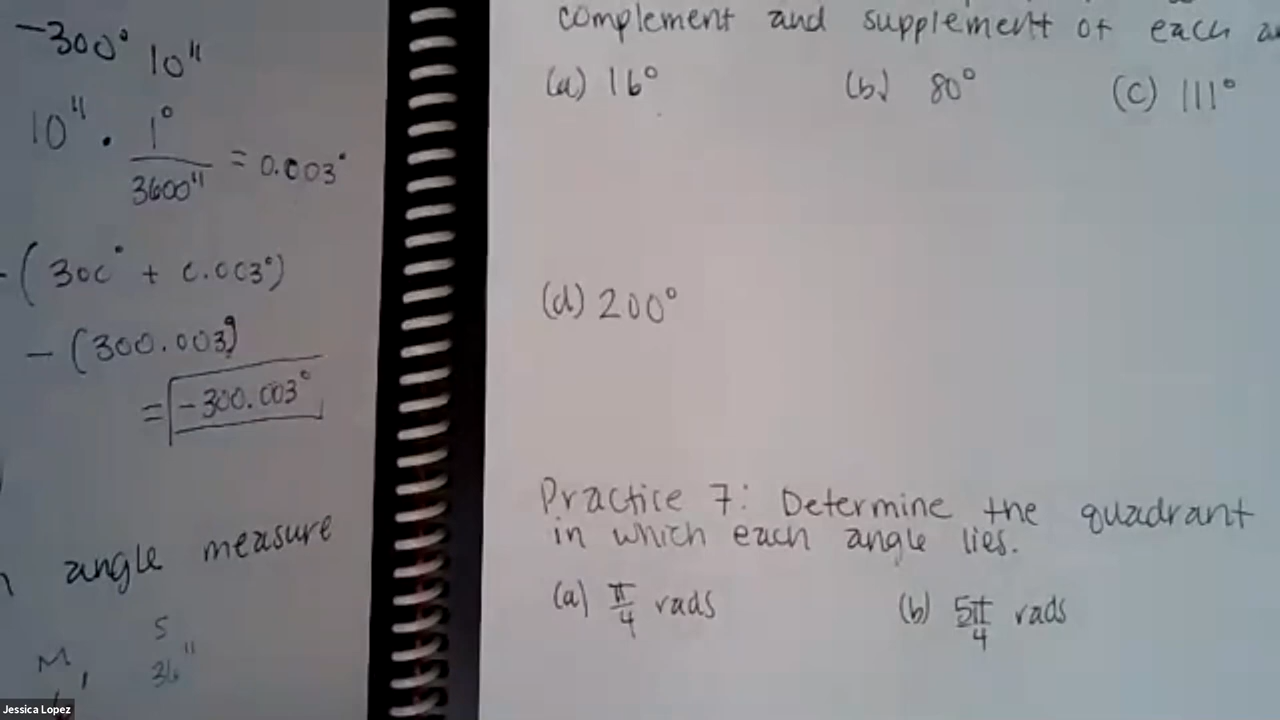 -300° 10"
10" · 1°
3600" = 0.003°
-(300° + 0.003°)
-(300.003°)
= -300.003°
angle measure
S
M
36"
complement and supplement of each
(a) 16° (b) 80° (c) 111°
(d) 200°
Practice 7: Determine the quadrant
in which each angle lies.
(a) π/4 rads (b) 5π/4 rads
Jessica Lopez